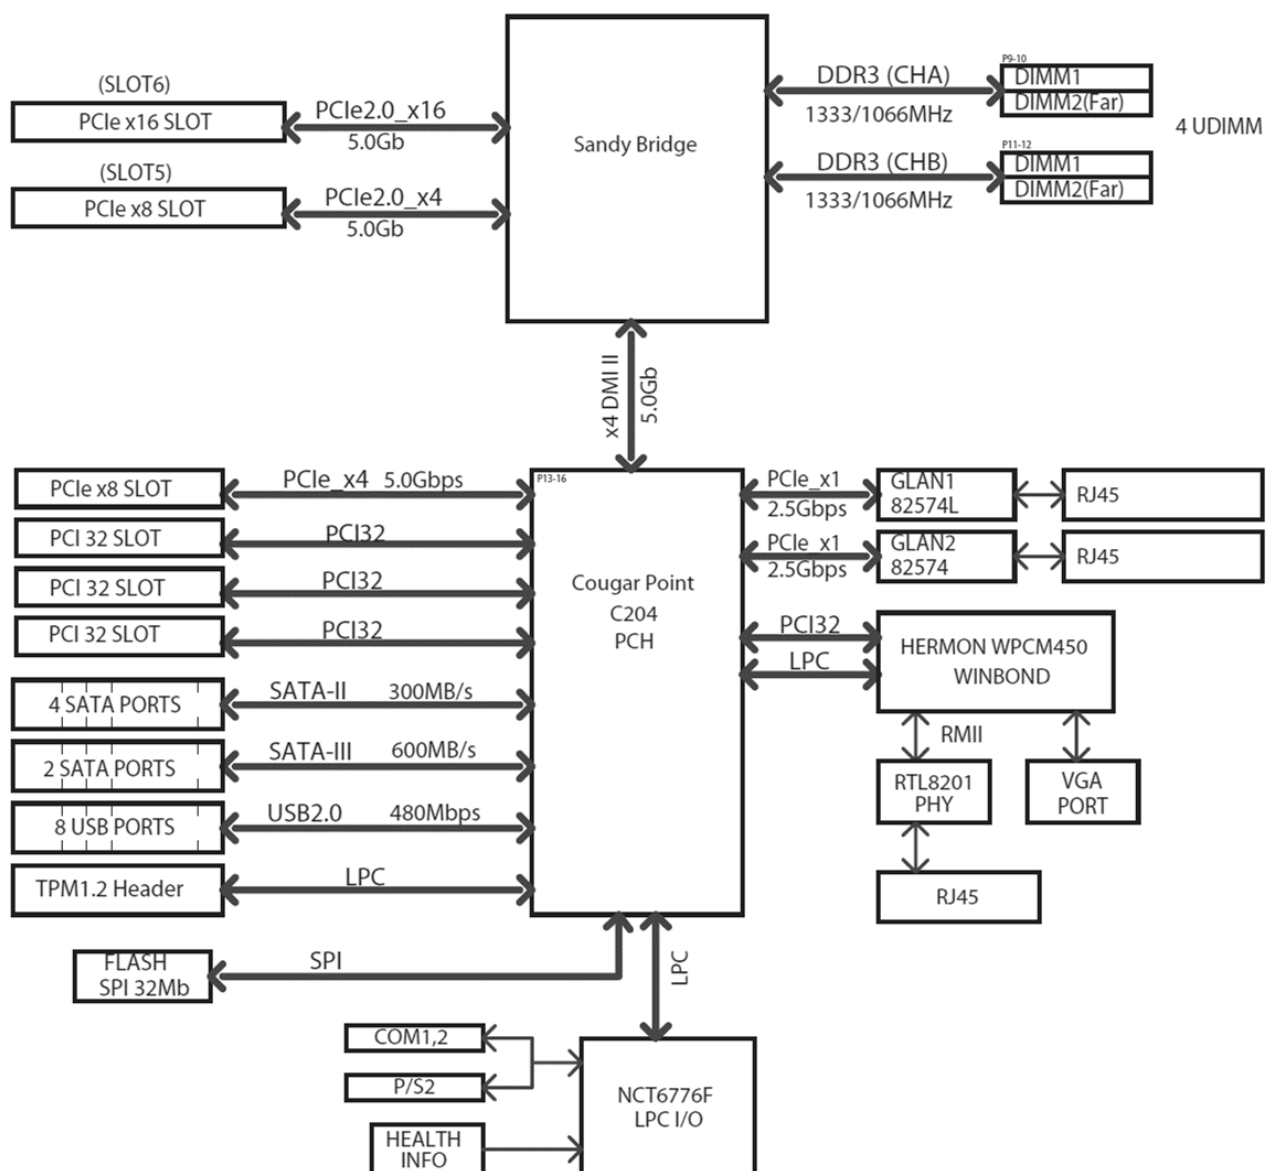 (SLOT6)
PCIe x16 SLOT
PCIe2.0_x16
5.0Gb
(SLOT5)
PCIe x8 SLOT
PCIe2.0_x4
5.0Gb
Sandy Bridge
DDR3 (CHA)
1333/1066MHz
P9-10
DIMM1
DIMM2(Far)
4 UDIMM
DDR3 (CHB)
1333/1066MHz
P11-12
DIMM1
DIMM2(Far)
x4 DMI II
5.0Gb
PCIe x8 SLOT
PCIe_x4 5.0Gbps
PCI 32 SLOT
PCI32
PCI 32 SLOT
PCI32
PCI 32 SLOT
PCI32
4 SATA PORTS
SATA-II 300MB/s
2 SATA PORTS
SATA-III 600MB/s
8 USB PORTS
USB2.0 480Mbps
TPM1.2 Header
LPC
P13-16
Cougar Point
C204
PCH
PCIe_x1
2.5Gbps
GLAN1
82574L
RJ45
PCIe_x1
2.5Gbps
GLAN2
82574
RJ45
PCI32
LPC
HERMON WPCM450
WINBOND
RMII
RTL8201
PHY
VGA
PORT
RJ45
FLASH
SPI 32Mb
SPI
LPC
COM1,2
P/S2
HEALTH
INFO
NCT6776F
LPC I/O